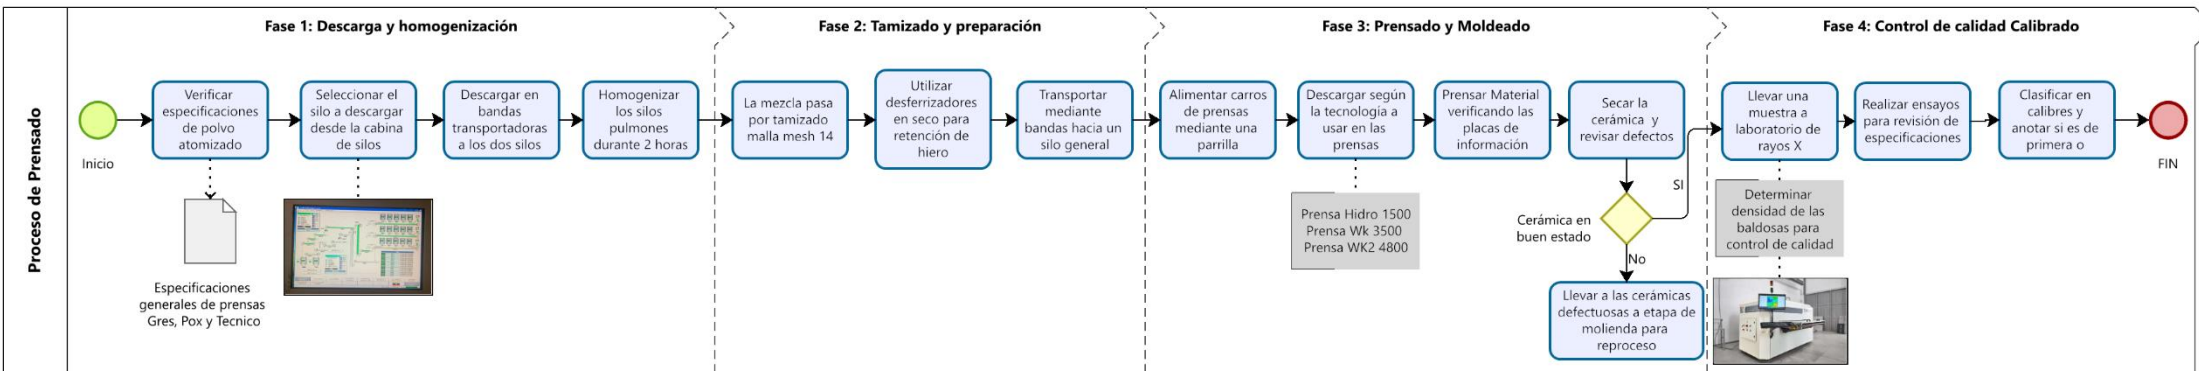 Proceso de Prensado
Fase 1: Descarga y homogenización
Inicio
Verificar
especificaciones
de polvo
atomizado
Especificaciones
generales de prensas
Gres, Pox y Tecnico
Seleccionar el
silo a descargar
desde la cabina
de silos
Descargar en
bandas
transportadoras
a los dos silos
Homogenizar
los silos
pulmones
durante 2 horas
Fase 2: Tamizado y preparación
La mezcla pasa
por tamizado
malla mesh 14
Utilizar
desferrizadores
en seco para
retención de
hiero
Transportar
mediante
bandas hacia un
silo general
Fase 3: Prensado y Moldeado
Alimentar carros
de prensas
mediante una
parrilla
Descargar según
la tecnología a
usar en las
prensas
Prensa Hidro 1500
Prensa Wk 3500
Prensa WK2 4800
Prensar Material
verificando las
placas de
información
Secar la
cerámica y
revisar defectos
Cerámica en
buen estado
SI
No
Llevar a las cerámicas
defectuosas a etapa de
molienda para
reproceso
Fase 4: Control de calidad Calibrado
Llevar una
muestra a
laboratorio de
rayos X
Determinar
densidad de las
baldosas para
control de calidad
Realizar ensayos
para revisión de
especificaciones
Clasificar en
calibres y
anotar si es de
primera o
FIN